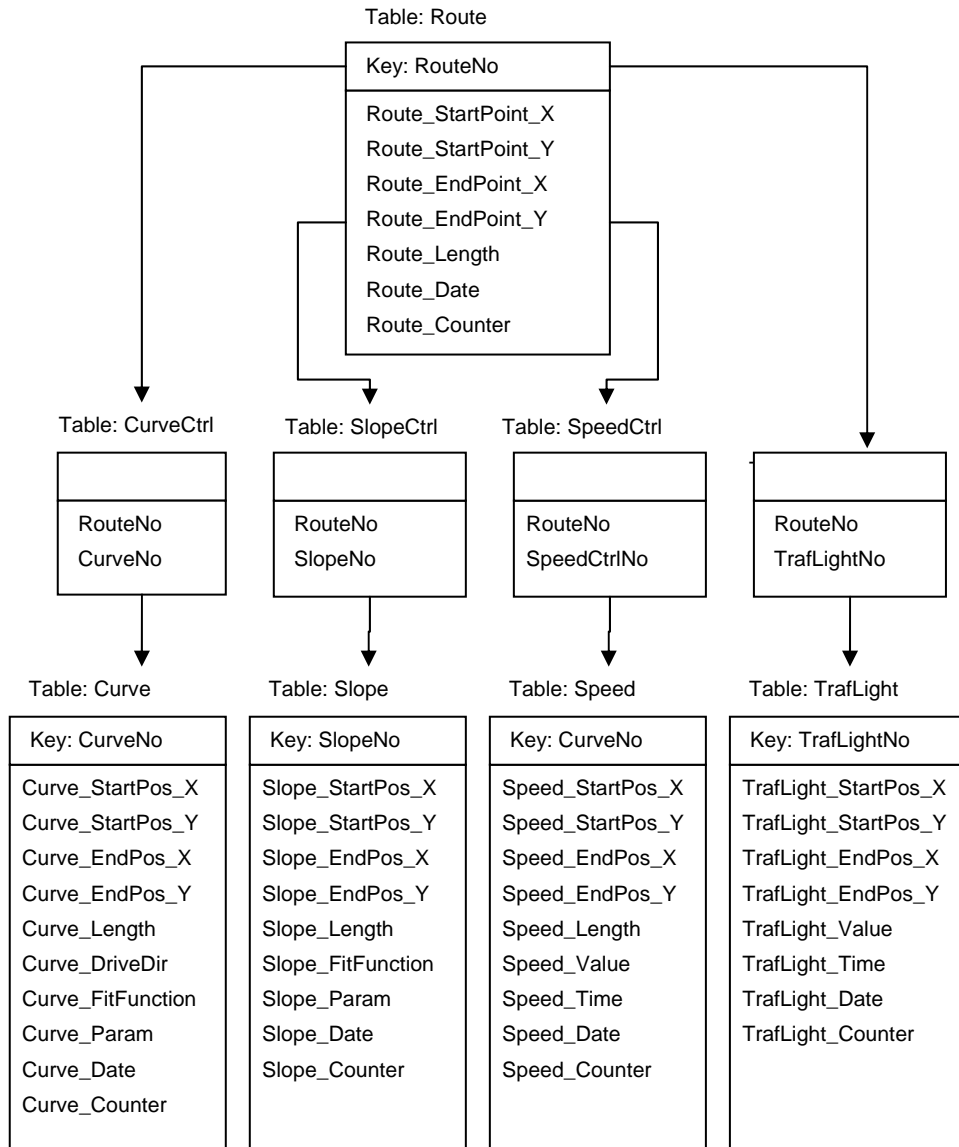 Table: Route
Key: RouteNo
Route_StartPoint_X
Route_StartPoint_Y
Route_EndPoint_X
Route_EndPoint_Y
Route_Length
Route_Date
Route_Counter
Table: CurveCtrl
RouteNo
CurveNo
Table: SlopeCtrl
RouteNo
SlopeNo
Table: SpeedCtrl
RouteNo
SpeedCtrlNo
RouteNo
TrafLightNo
Table: Curve
Key: CurveNo
Curve_StartPos_X
Curve_StartPos_Y
Curve_EndPos_X
Curve_EndPos_Y
Curve_Length
Curve_DriveDir
Curve_FitFunction
Curve_Param
Curve_Date
Curve_Counter
Table: Slope
Key: SlopeNo
Slope_StartPos_X
Slope_StartPos_Y
Slope_EndPos_X
Slope_EndPos_Y
Slope_Length
Slope_FitFunction
Slope_Param
Slope_Date
Slope_Counter
Table: Speed
Key: CurveNo
Speed_StartPos_X
Speed_StartPos_Y
Speed_EndPos_X
Speed_EndPos_Y
Speed_Length
Speed_Value
Speed_Time
Speed_Date
Speed_Counter
Table: TrafLight
Key: TrafLightNo
TrafLight_StartPos_X
TrafLight_StartPos_Y
TrafLight_EndPos_X
TrafLight_EndPos_Y
TrafLight_Value
TrafLight_Time
TrafLight_Date
TrafLight_Counter